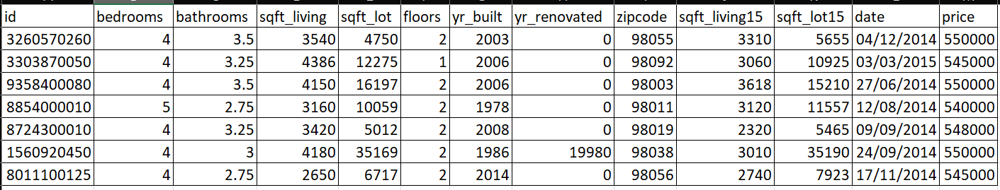 id bedrooms bathrooms sqft_living sqft_lot floors yr_built yr_renovated zipcode sqft_living15 sqft_lot15 date price
3260570260 4 3.5 3540 4750 2 2003 0 98055 3310 5655 04/12/2014 550000
3303870050 4 3.25 4386 12275 1 2006 0 98092 3060 10925 03/03/2015 545000
9358400080 4 3.5 4150 16197 2 2006 0 98003 3618 15210 27/06/2014 550000
8854000010 5 2.75 3160 10059 2 1978 0 98011 3120 11557 12/08/2014 540000
8724300010 4 3.25 3420 5012 2 2008 0 98019 2320 5465 09/09/2014 548000
1560920450 4 3 4180 35169 2 1986 19980 98038 3010 35190 24/09/2014 550000
8011100125 4 2.75 2650 6717 2 2014 0 98056 2740 7923 17/11/2014 545000